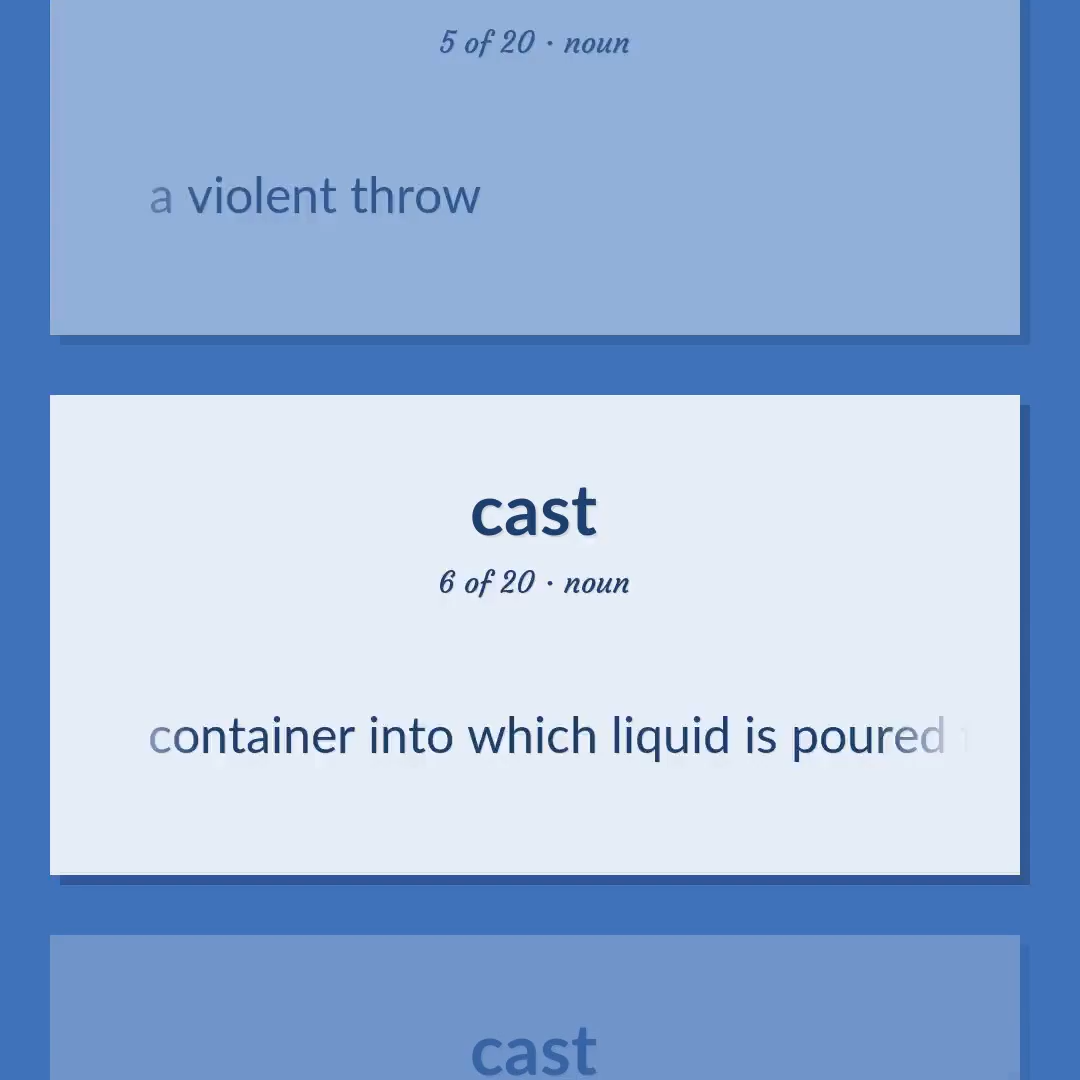 5 of 20 · noun
a violent throw
cast
6 of 20 · noun
container into which liquid is poured
cast